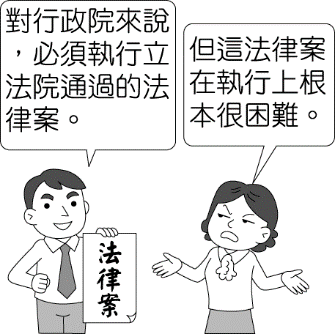 對行政院來說
，必須執行立
法院通過的法
律案。
但這法律案
在執行上根
本很困難。
法律案